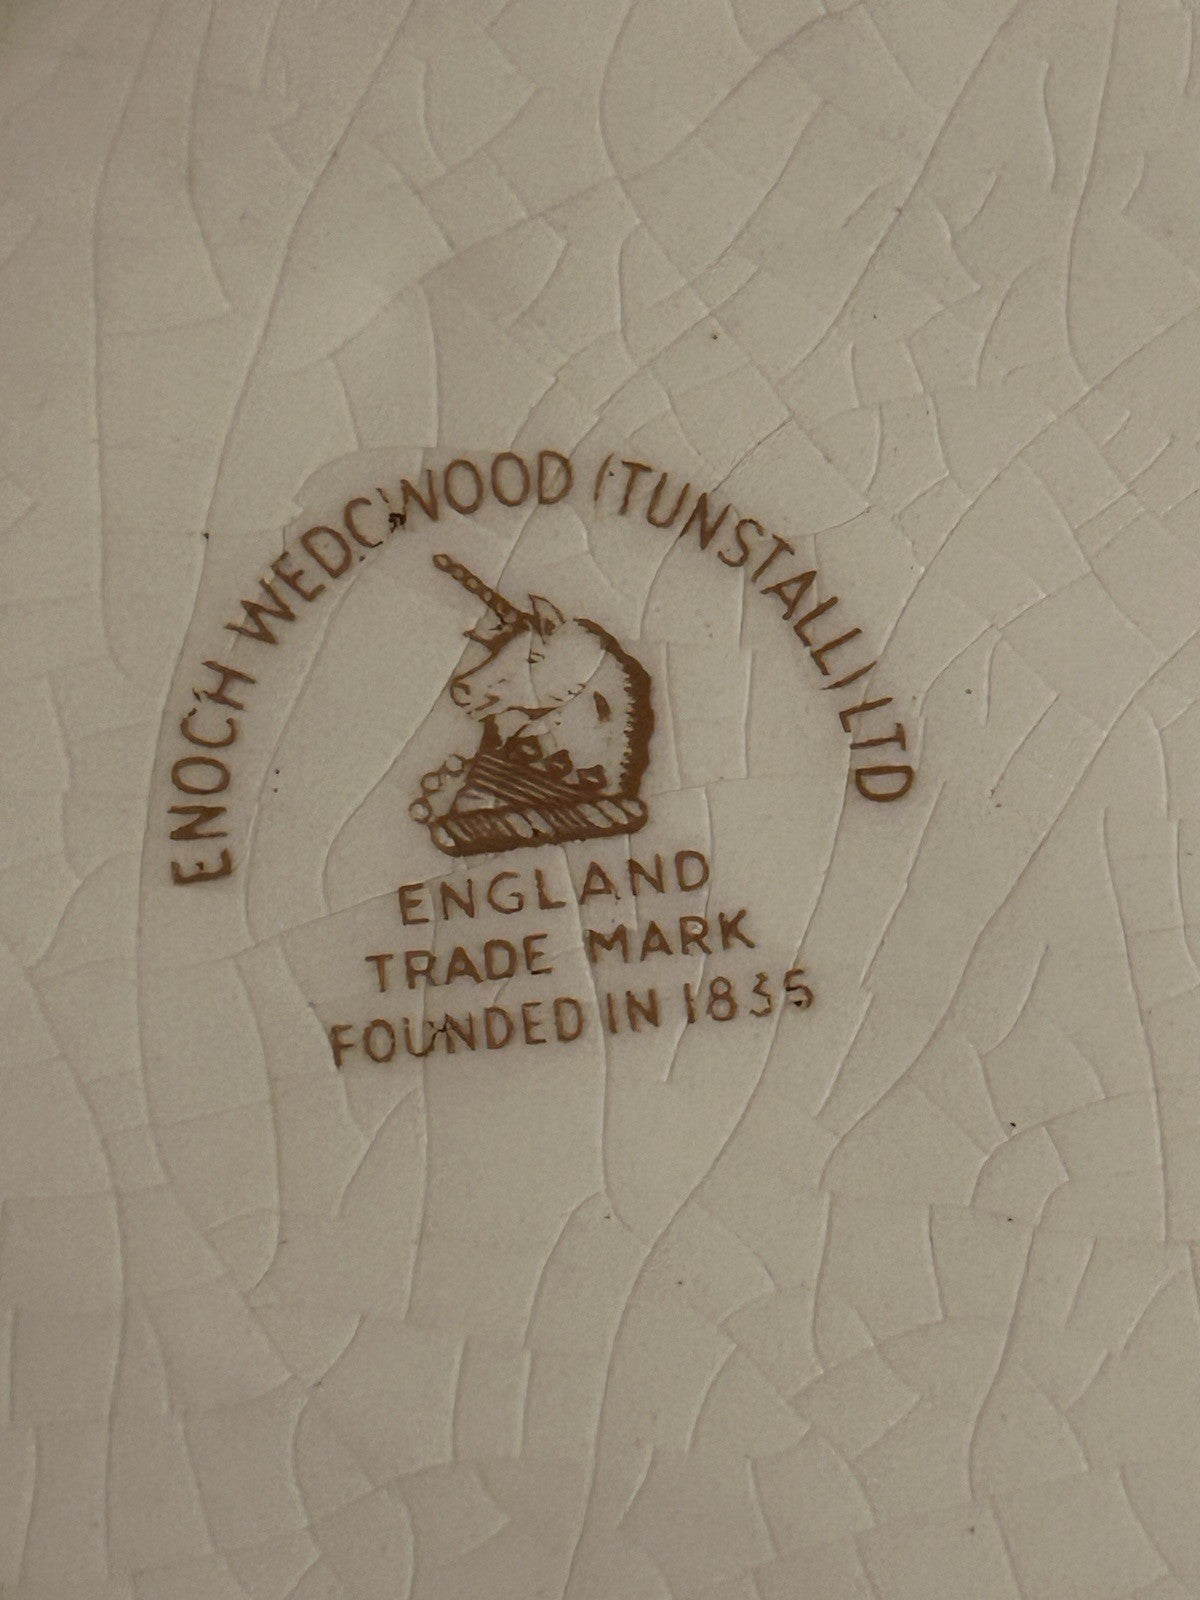 ENOCH WEDGWOOD (TUNSTALL) LTD
ENGLAND
TRADE MARK
FOUNDED IN 1835